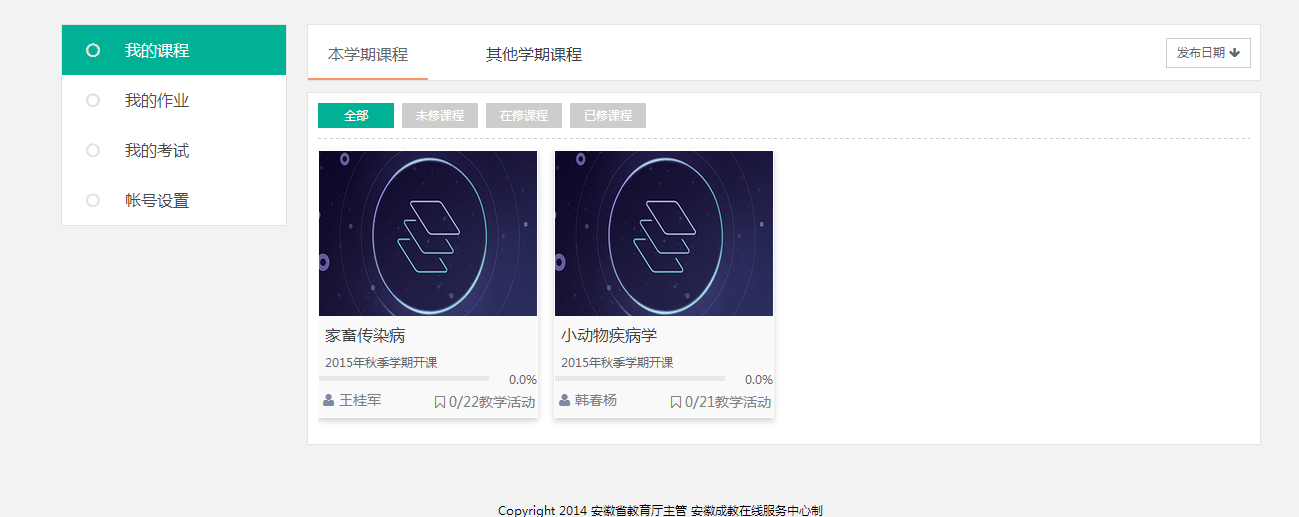 我的课程
我的作业
我的考试
帐号设置
本学期课程 其他学期课程 发布日期
全部 未修课程 在修课程 已修课程
家畜传染病
2015年秋季学期开课
0.0%
王桂军 0/22教学活动
小动物疾病学
2015年秋季学期开课
0.0%
韩春杨 0/21教学活动
Copyright 2014 安徽省教育厅主管 安徽成教在线服务中心制